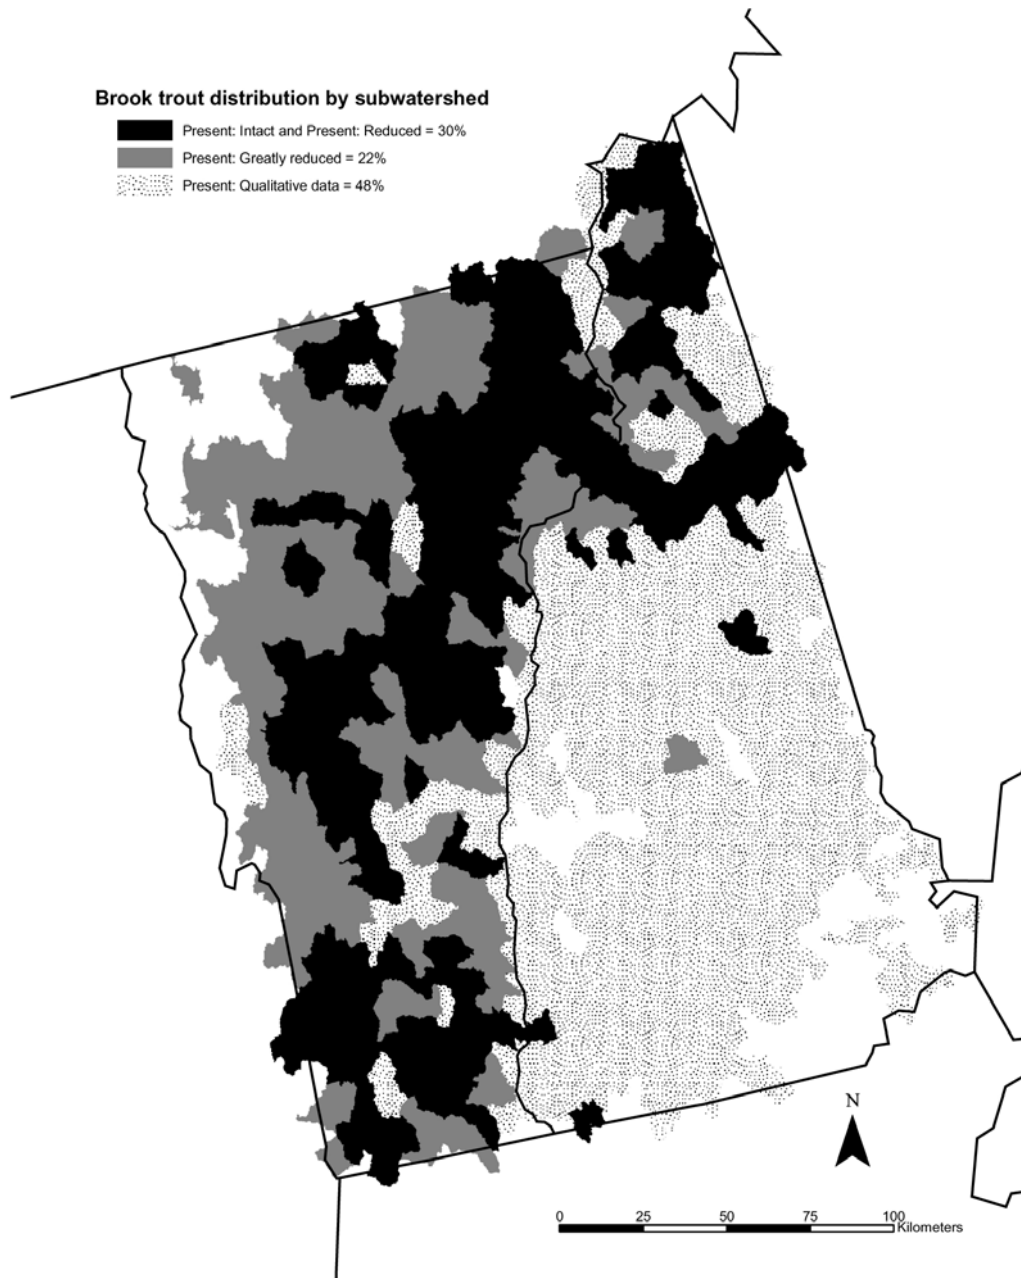 Brook trout distribution by subwatershed
Present: Intact and Present: Reduced = 30%
Present: Greatly reduced = 22%
Present: Qualitative data = 48%
N
0 25 50 75 100
Kilometers